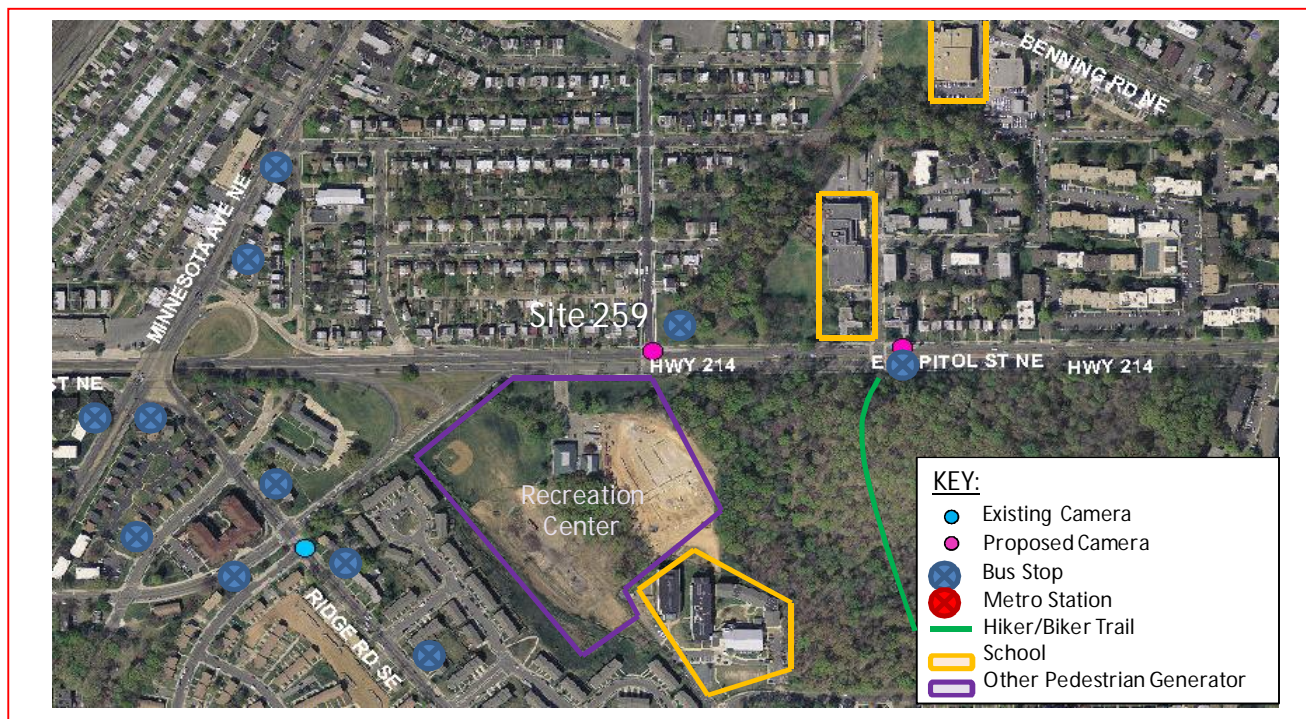 BENNING RD NE
MINNESOTA AVE NE
Site 259
HWY 214
E
PITOL ST NE
HWY 214
ST NE
Recreation
Center
RIDGE RD SE
KEY:
Existing Camera
Proposed Camera
Bus Stop
Metro Station
Hiker/Biker Trail
School
Other Pedestrian Generator